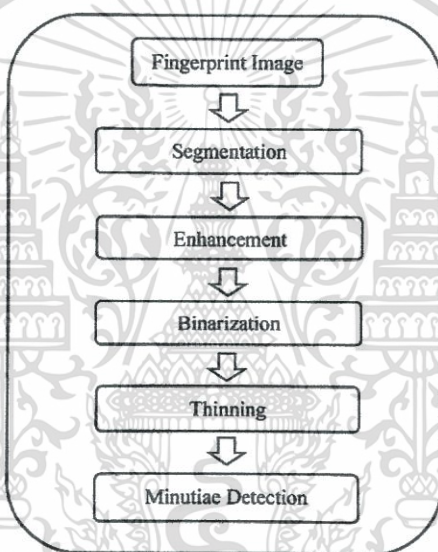 Fingerprint Image
Segmentation
Enhancement
Binarization
Thinning
Minutiae Detection